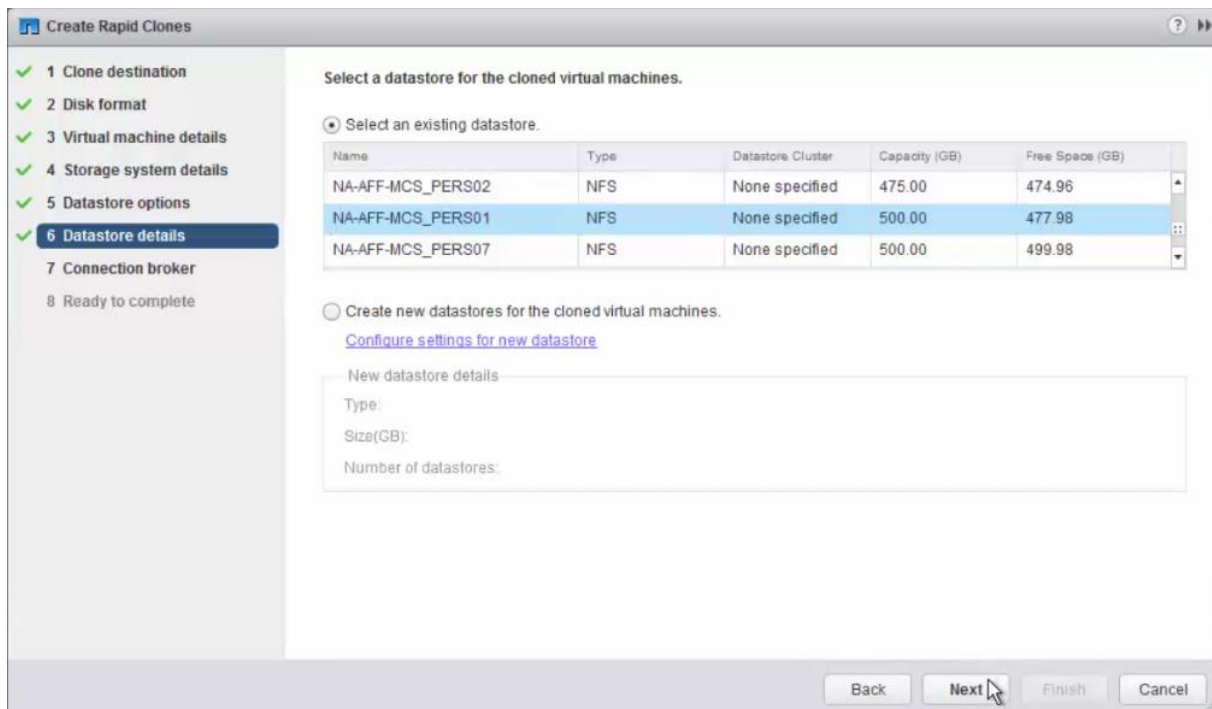 Create Rapid Clones
1 Clone destination
2 Disk format
3 Virtual machine details
4 Storage system details
5 Datastore options
6 Datastore details
7 Connection broker
8 Ready to complete
Select a datastore for the cloned virtual machines.
Select an existing datastore.
Name Type Datastore Cluster Capacity (GB) Free Space (GB)
NA-AFF-MCS_PERS02 NFS None specified 475.00 474.96
NA-AFF-MCS_PERS01 NFS None specified 500.00 477.98
NA-AFF-MCS_PERS07 NFS None specified 500.00 499.98
Create new datastores for the cloned virtual machines.
Configure settings for new datastore
New datastore details
Type:
Size(GB):
Number of datastores:
Back Next Finish Cancel